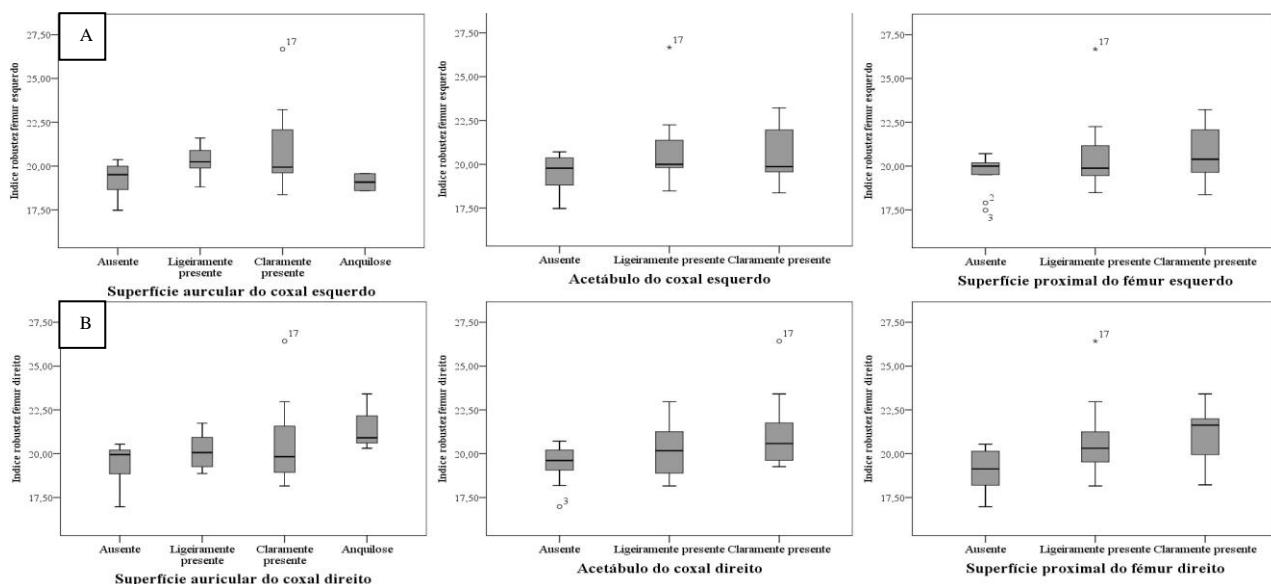 A
Indice robustez fémur esquerdo
27,50
25,00
22,50
20,00
17,50
17
Ausente
Ligeiramente
presente
Claramente
presente
Anquilose
Superfície aurcular do coxal esquerdo
Indice robustez fémur esquerdo
27,50
25,00
22,50
20,00
17,50
17
Ausente
Ligeiramente presente
Claramente presente
Acetábulo do coxal esquerdo
Indice robustez fémur esquerdo
27,50
25,00
22,50
20,00
17,50
17
2
3
Ausente
Ligeiramente presente
Claramente presente
Superfície proximal do fémur esquerdo
B
Indice robustez fémur direito
27,50
25,00
22,50
20,00
17,50
17
Ausente
Ligeiramente
presente
Claramente
presente
Anquilose
Superfície auricular do coxal direito
Indice robustez fémur direito
27,50
25,00
22,50
20,00
17,50
3
17
Ausente
Ligeiramente presente
Claramente presente
Acetábulo do coxal direito
Indice robustez fémur direito
27,50
25,00
22,50
20,00
17,50
17
Ausente
Ligeiramente presente
Claramente presente
Superfície proximal do fémur direito